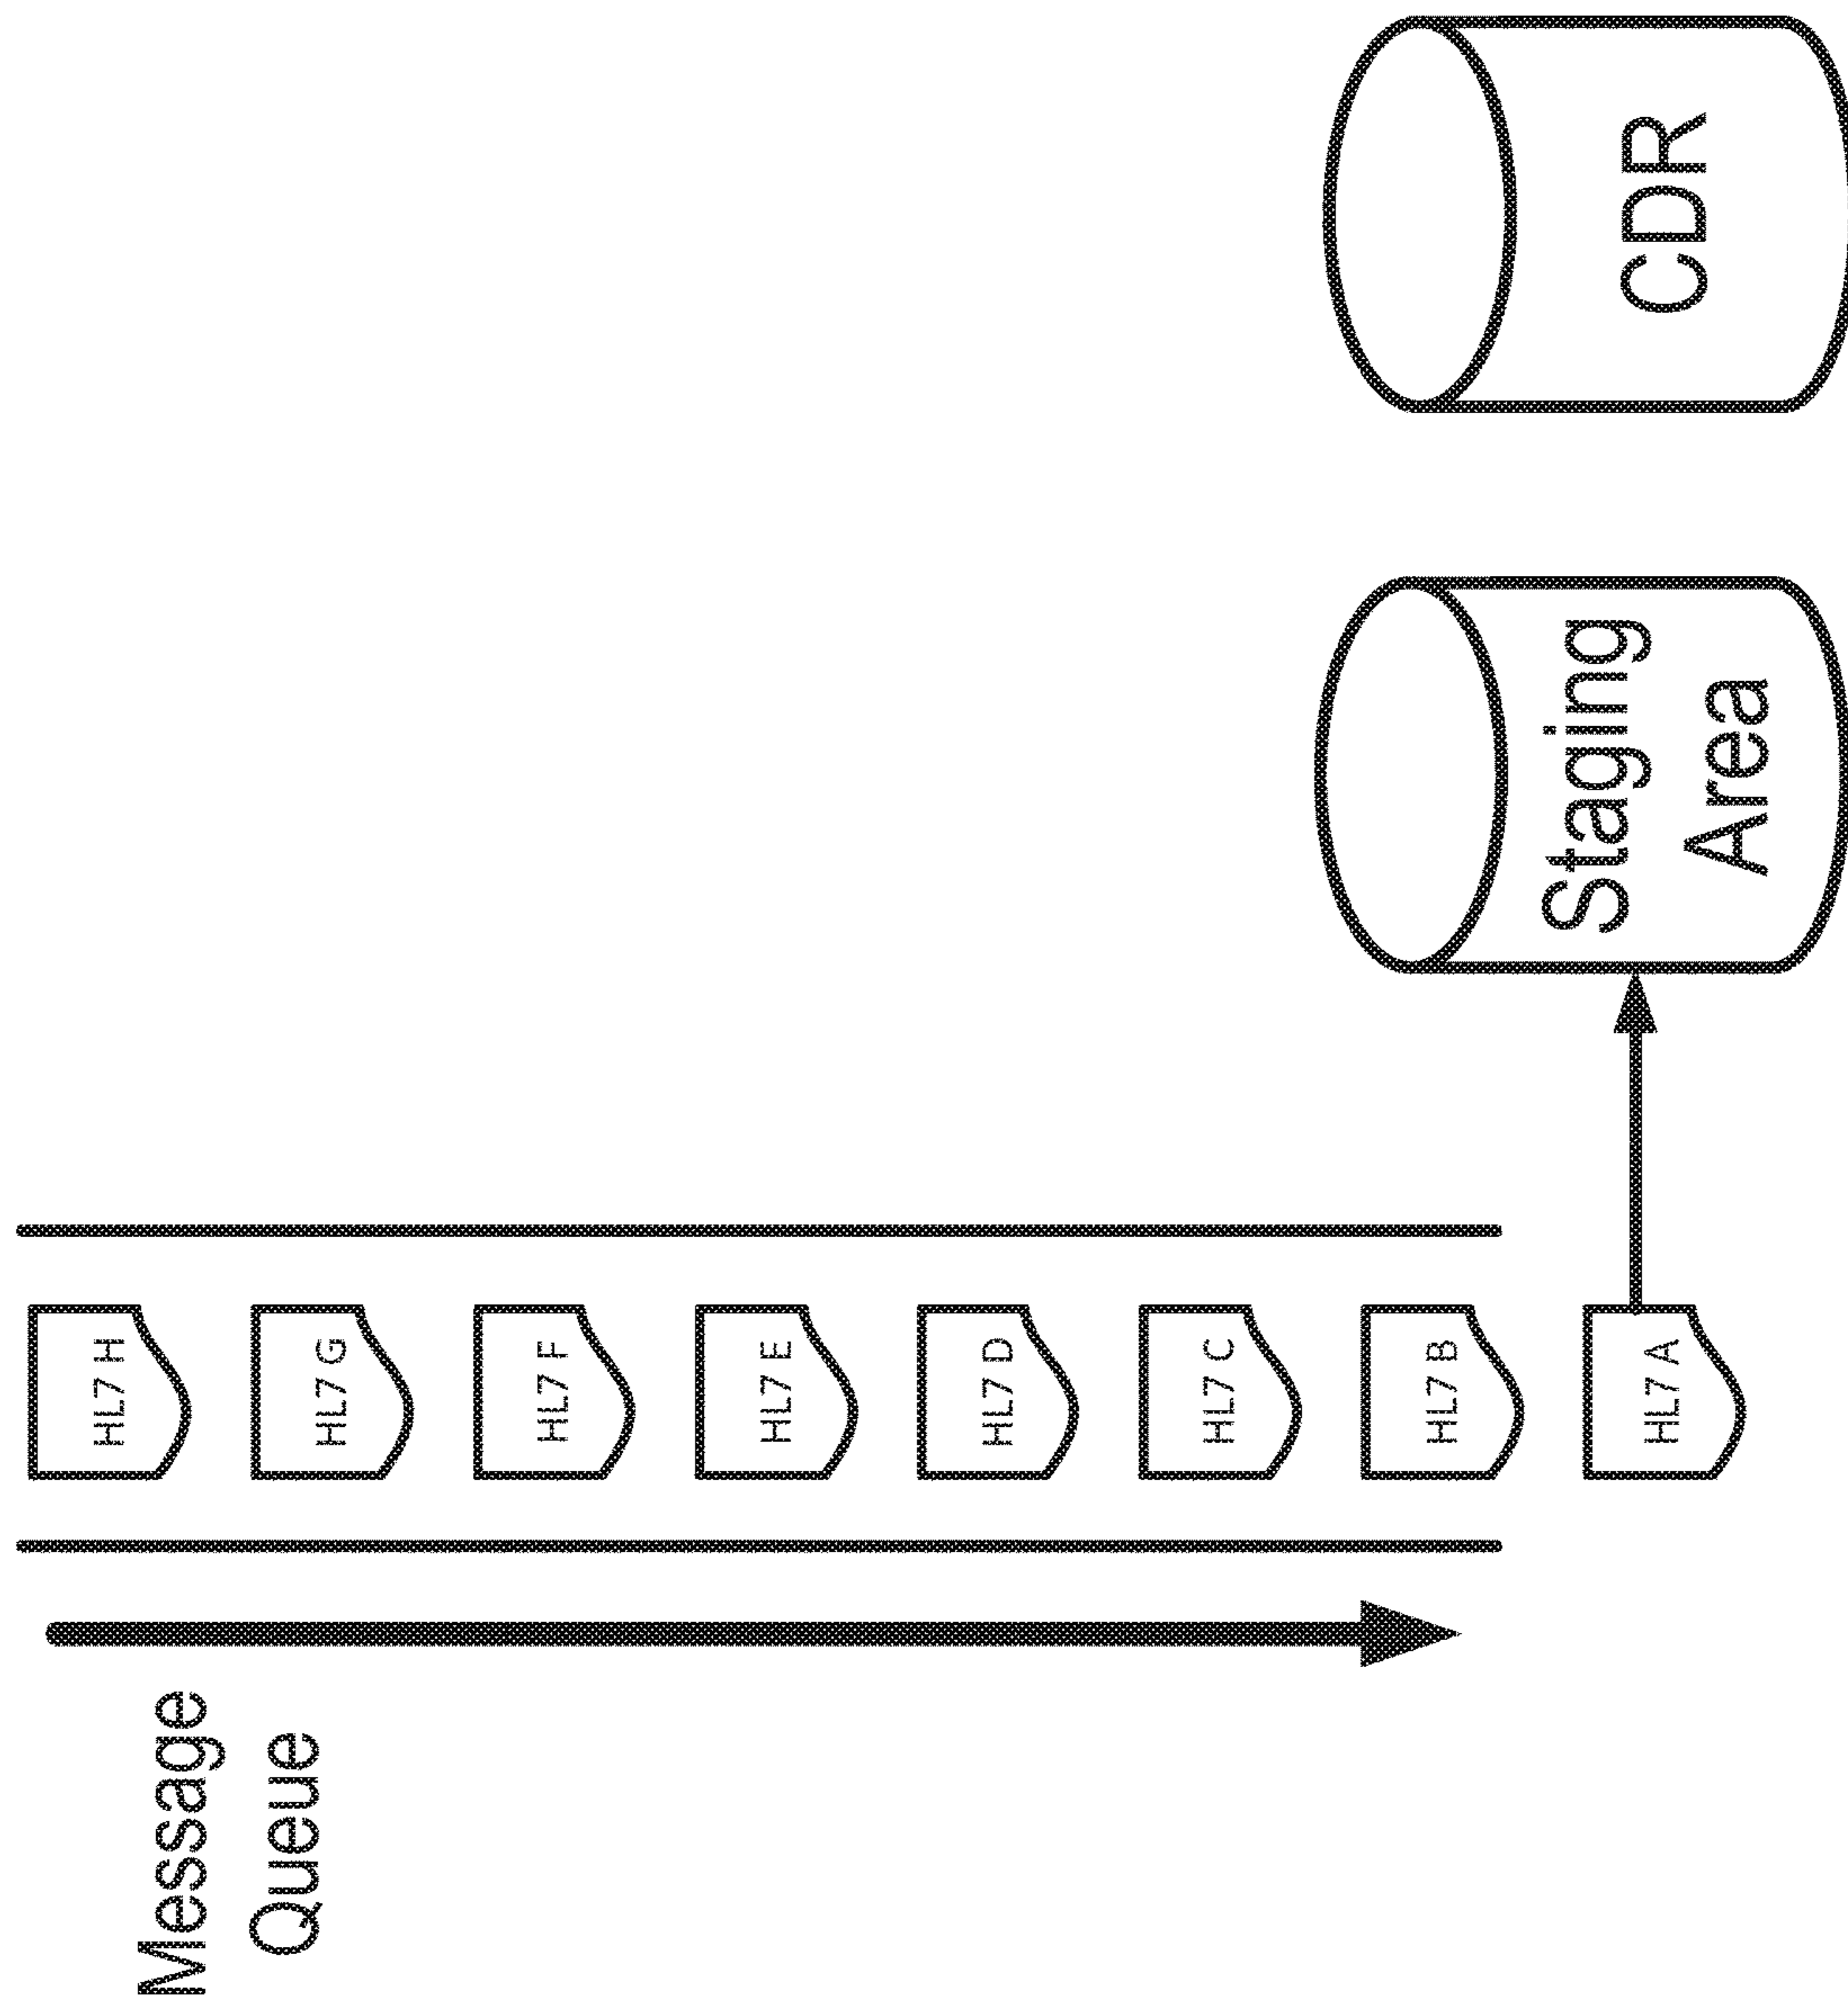 Message
Queue
HL7 H
HL7 G
HL7 F
HL7 E
HL7 D
HL7 C
HL7 B
HL7 A
Staging
Area
CDR